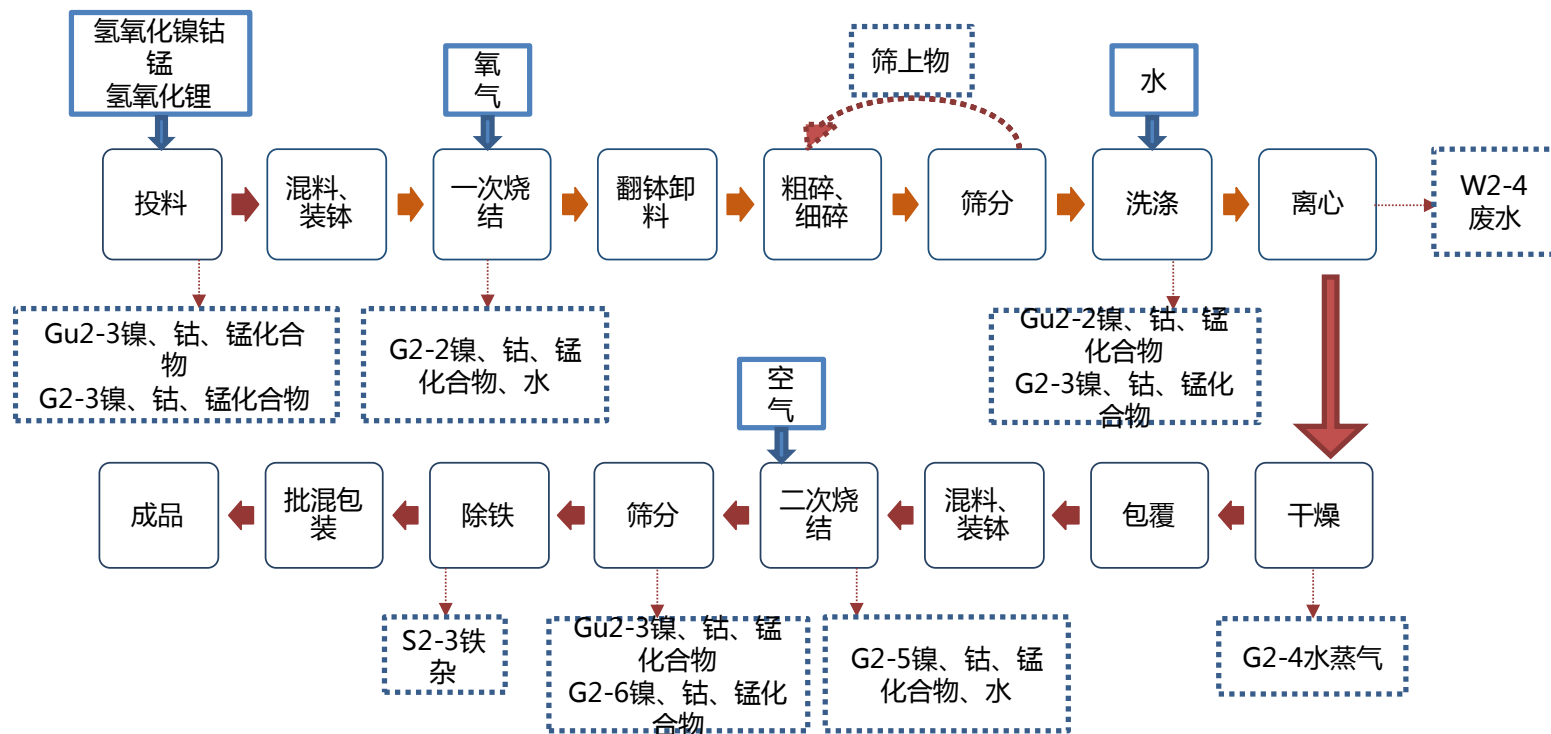 氢氧化镍钴
锰
氢氧化锂
氧
气
筛上物
水
投料
混料、
装钵
一次烧
结
翻钵卸
料
粗碎、
细碎
筛分
洗涤
离心
W2-4
废水
Gu2-3镍、钴、锰化合
物
G2-3镍、钴、锰化合物
G2-2镍、钴、锰
化合物、水
Gu2-2镍、钴、锰
化合物
G2-3镍、钴、锰化
合物
空
气
成品
批混包
装
除铁
筛分
二次烧
结
混料、
装钵
包覆
干燥
S2-3铁
杂
Gu2-3镍、钴、锰
化合物
G2-6镍、钴、锰化
合物
G2-5镍、钴、锰
化合物、水
G2-4水蒸气